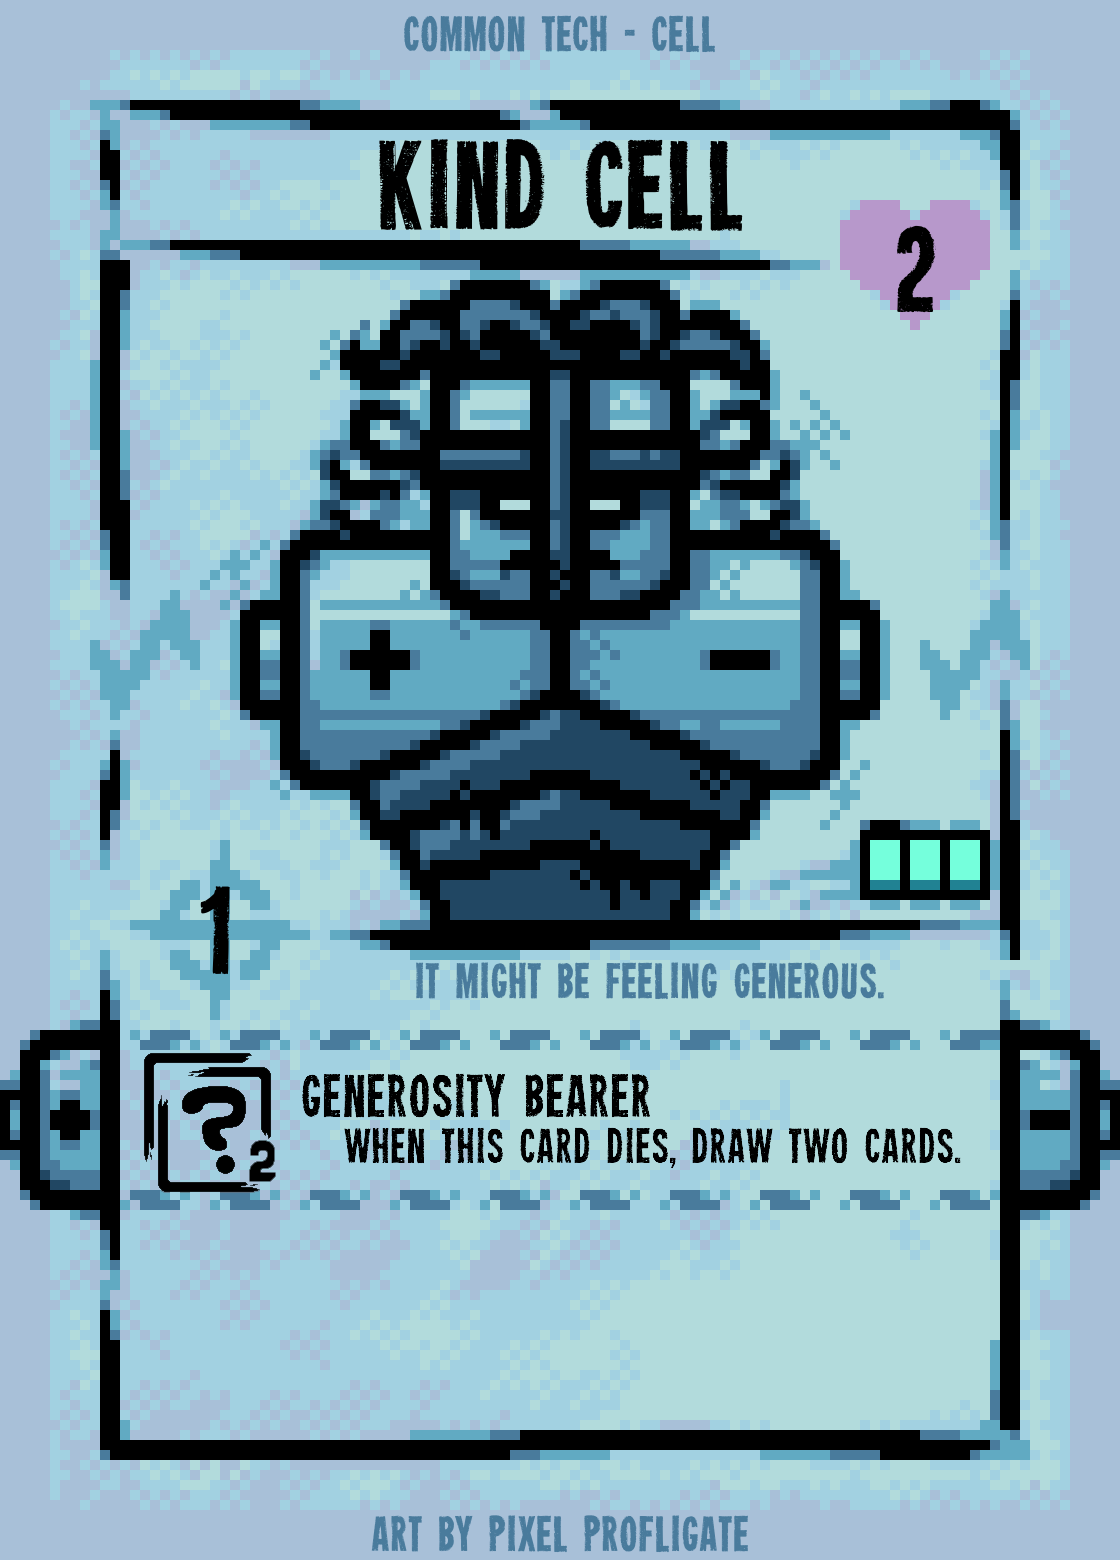 COMMON TECH - CELL
KIND CELL
2
+ -
1
IT MIGHT BE FEELING GENEROUS.
GENEROSITY BEARER
?2
WHEN THIS CARD DIES, DRAW TWO CARDS.
+ -
ART BY PIXEL PROFLIGATE